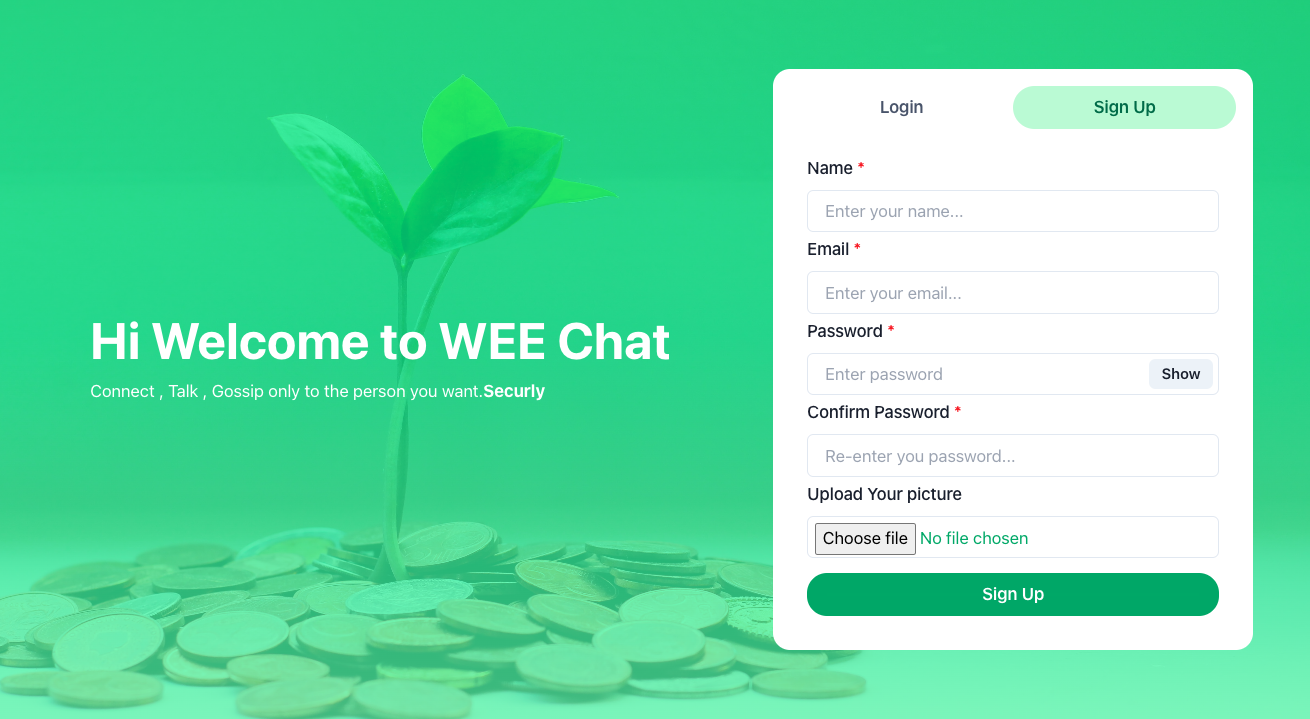 Hi Welcome to WEE Chat
Connect , Talk , Gossip only to the person you want.Securly
Login
Sign Up
Name *
Enter your name...
Email *
Enter your email...
Password *
Enter password
Show
Confirm Password *
Re-enter you password...
Upload Your picture
Choose file No file chosen
Sign Up